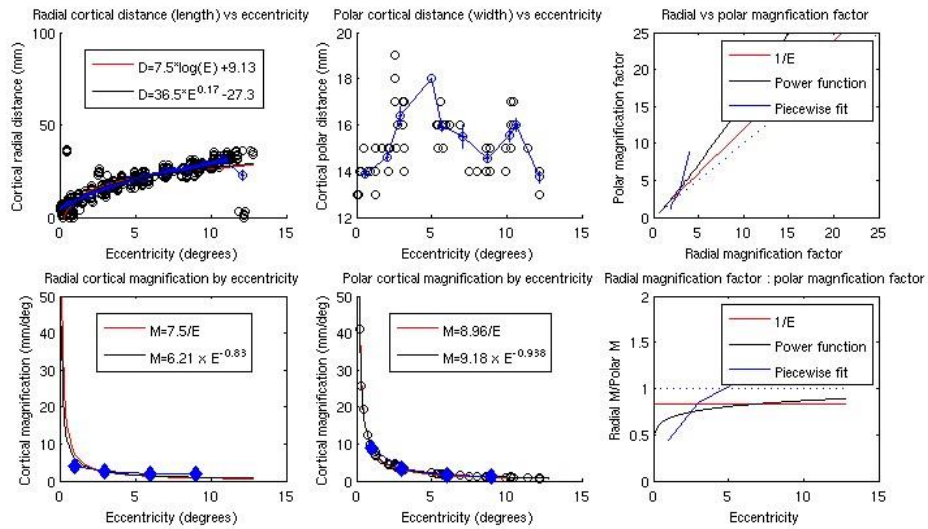 Radial cortical distance (length) vs eccentricity
100
50
0
Cortical radial distance (mm)
D=7.5*log(E) +9.13
D=36.5*E^0.17 -27.3
0 5 10 15
Eccentricity (degrees)
Polar cortical distance (width) vs eccentricity
20
18
16
14
12
Cortical polar distance (mm)
0 5 10 15
Eccentricity (degrees)
Radial vs polar magnfication factor
25
20
15
10
5
0
Polar magnification factor
1/E
Power function
Piecewise fit
0 5 10 15 20 25
Radial magnification factor
Radial cortical magnification by eccentricity
50
40
30
20
10
0
Cortical magnification (mm/deg)
M=7.5/E
M=6.21 x E^-0.83
0 5 10 15
Eccentricity (degrees)
Polar cortical magnification by eccentricity
50
40
30
20
10
0
Cortical magnification (mm/deg)
M=8.96/E
M=9.18 x E^-0.938
0 5 10 15
Eccentricity (degrees)
Radial magnification factor : polar magnfication factor
2
1.5
1
0.5
0
Radial M/Polar M
1/E
Power function
Piecewise fit
0 5 10 15
Eccentricity